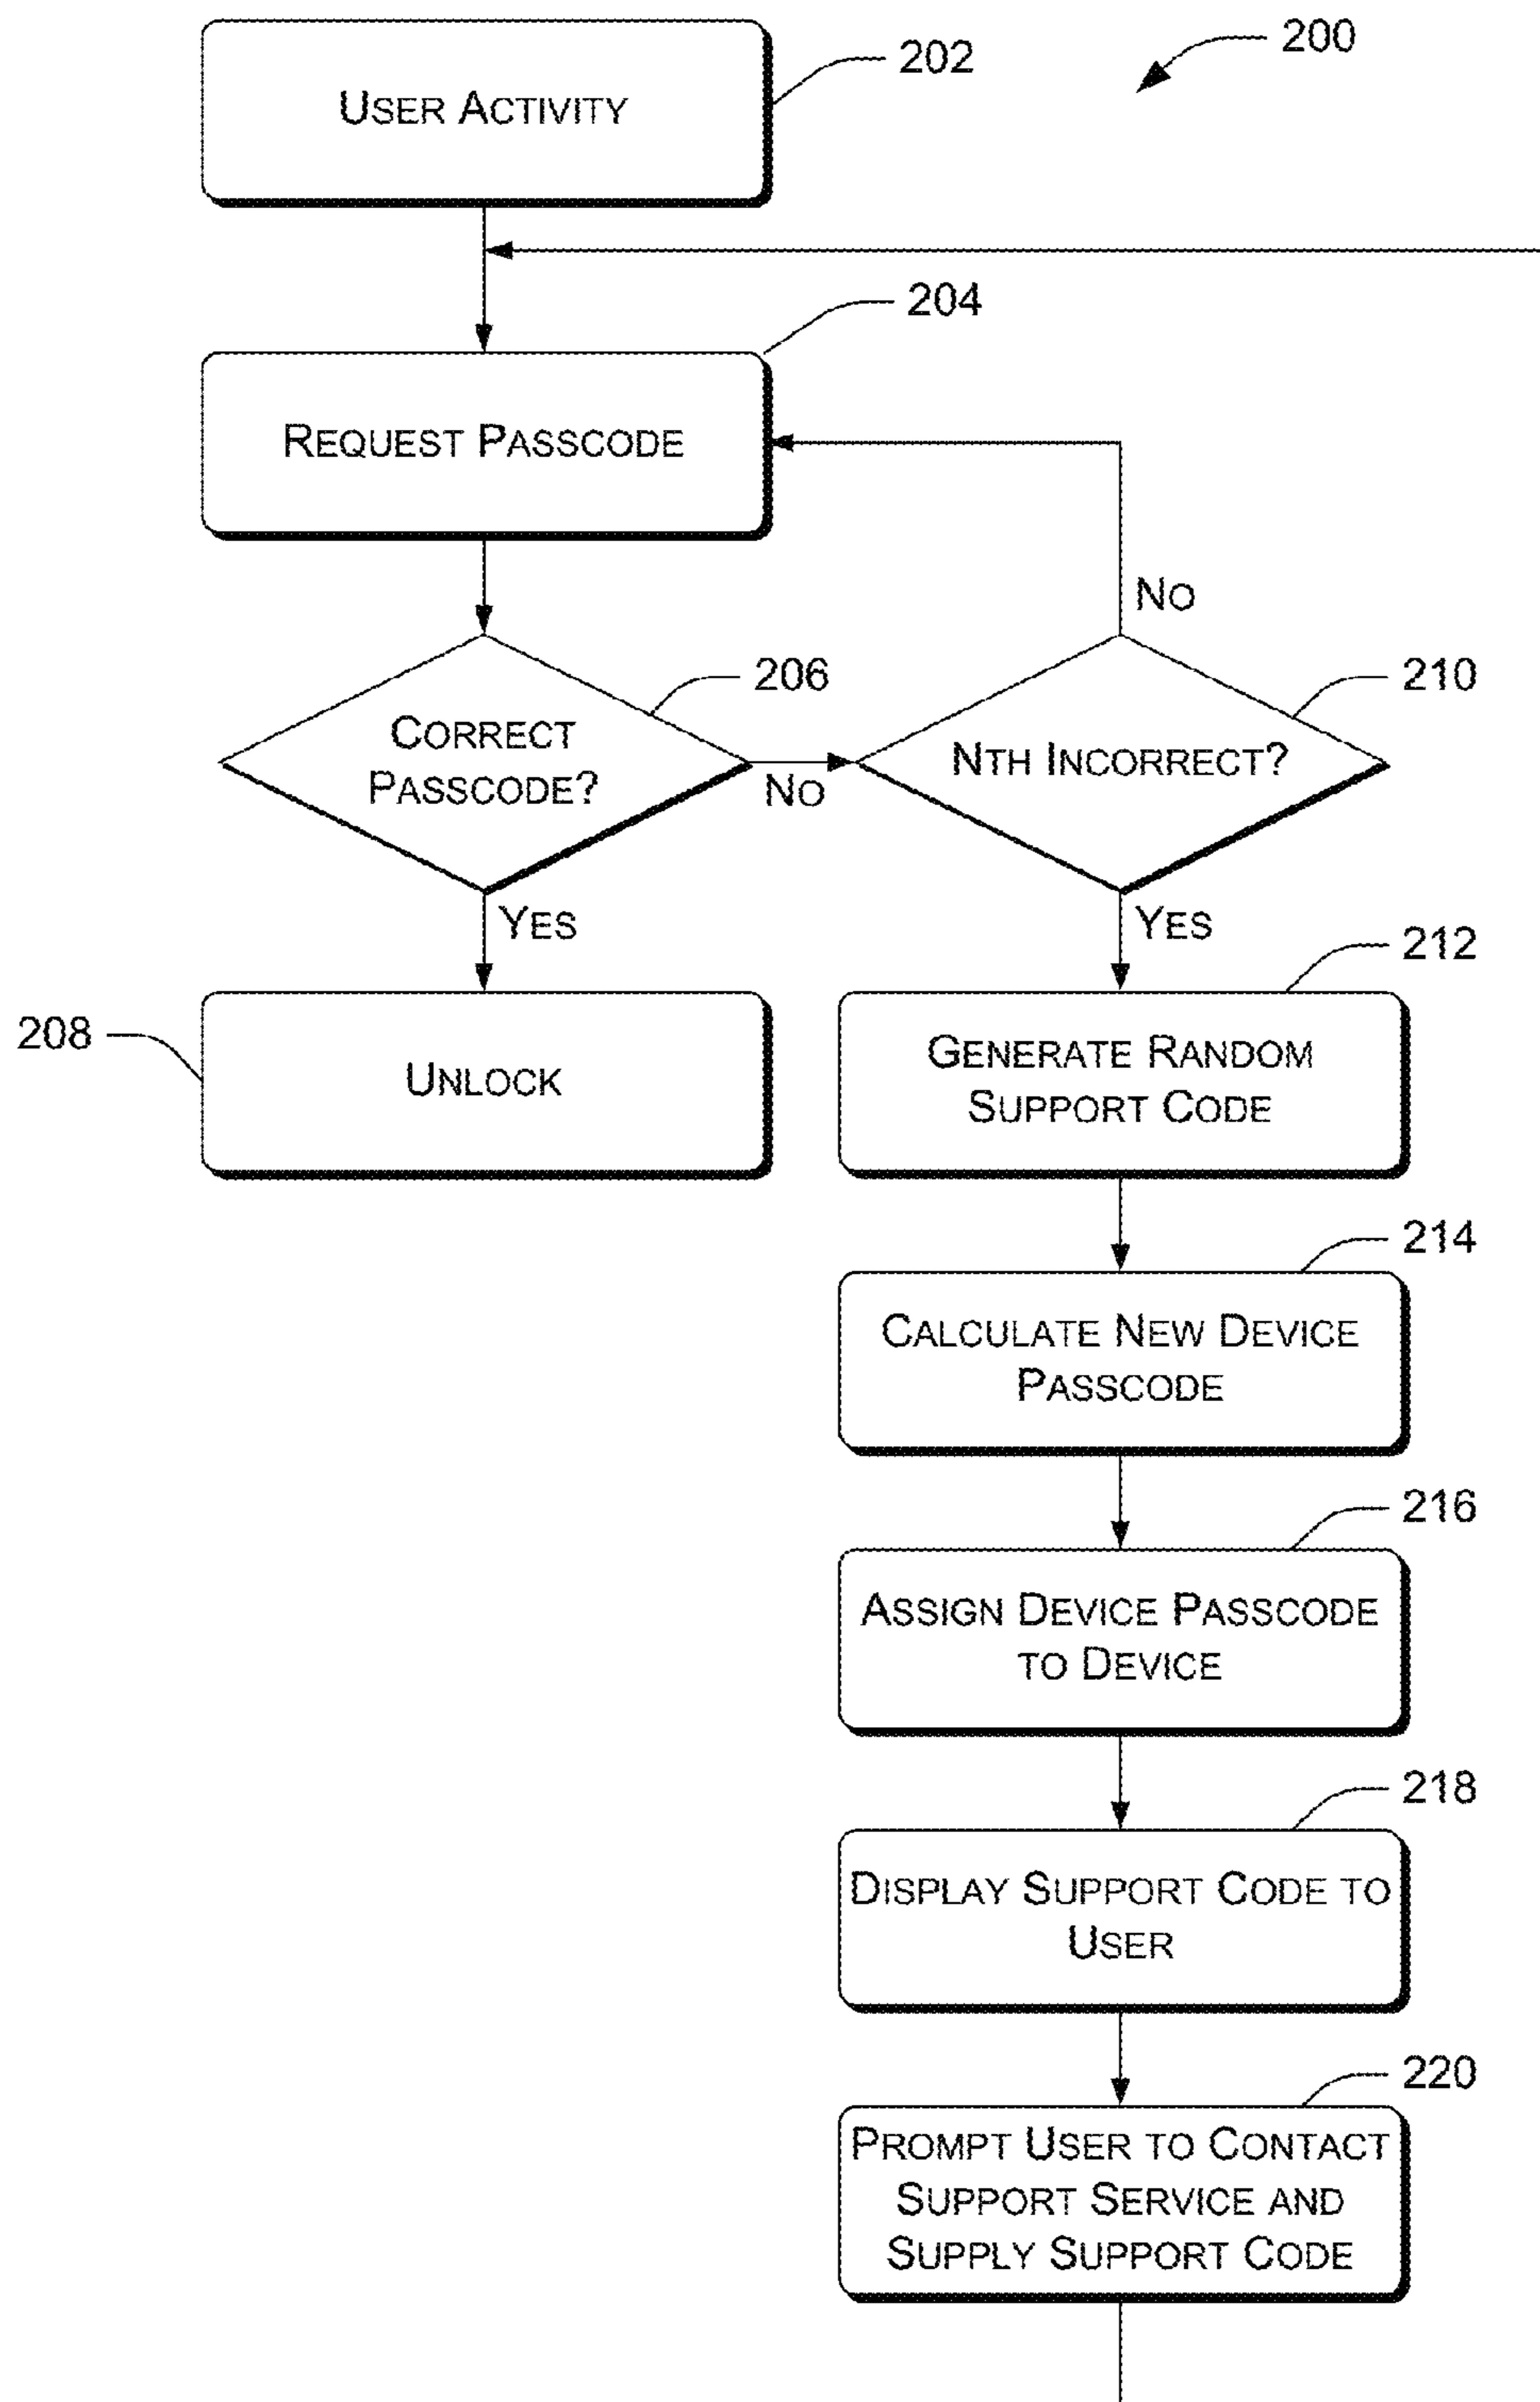 200
202
USER ACTIVITY
204
REQUEST PASSCODE
NO
206
CORRECT
PASSCODE?
NO
210
NTH INCORRECT?
YES
YES
208
UNLOCK
212
GENERATE RANDOM
SUPPORT CODE
214
CALCULATE NEW DEVICE
PASSCODE
216
ASSIGN DEVICE PASSCODE
TO DEVICE
218
DISPLAY SUPPORT CODE TO
USER
220
PROMPT USER TO CONTACT
SUPPORT SERVICE AND
SUPPLY SUPPORT CODE